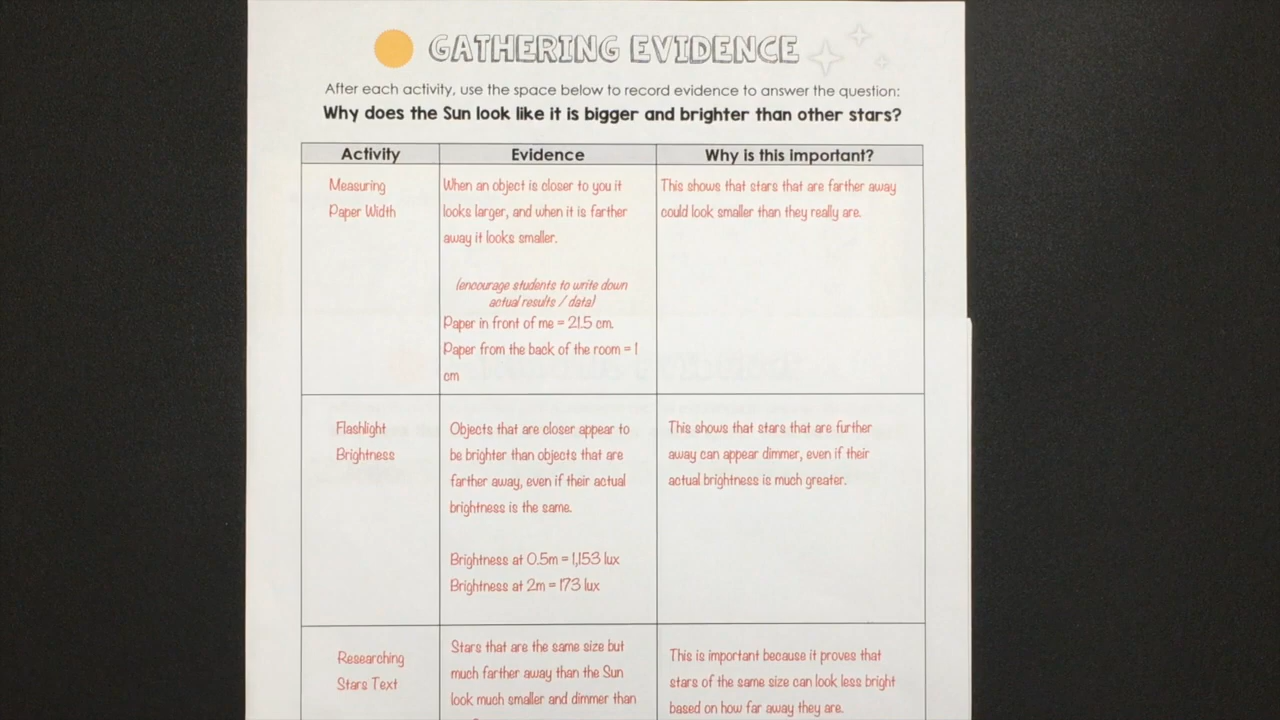 GATHERING EVIDENCE
After each activity, use the space below to record evidence to answer the question:
Why does the Sun look like it is bigger and brighter than other stars?
Activity
Evidence
Why is this important?
Measuring
Paper Width
When an object is closer to you it
looks larger, and when it is farther
away it looks smaller.
(encourage students to write down
actual results / data)
Paper in front of me = 21.5 cm.
Paper from the back of the room = 1
cm
This shows that stars that are farther away
could look smaller than they really are.
Flashlight
Brightness
Objects that are closer appear to
be brighter than objects that are
farther away, even if their actual
brightness is the same.
Brightness at 0.5m = 1,153 lux
Brightness at 2m = 173 lux
This shows that stars that are further
away can appear dimmer, even if their
actual brightness is much greater.
Researching
Stars Text
Stars that are the same size but
much farther away than the Sun
look much smaller and dimmer than
This is important because it proves that
stars of the same size can look less bright
based on how far away they are.